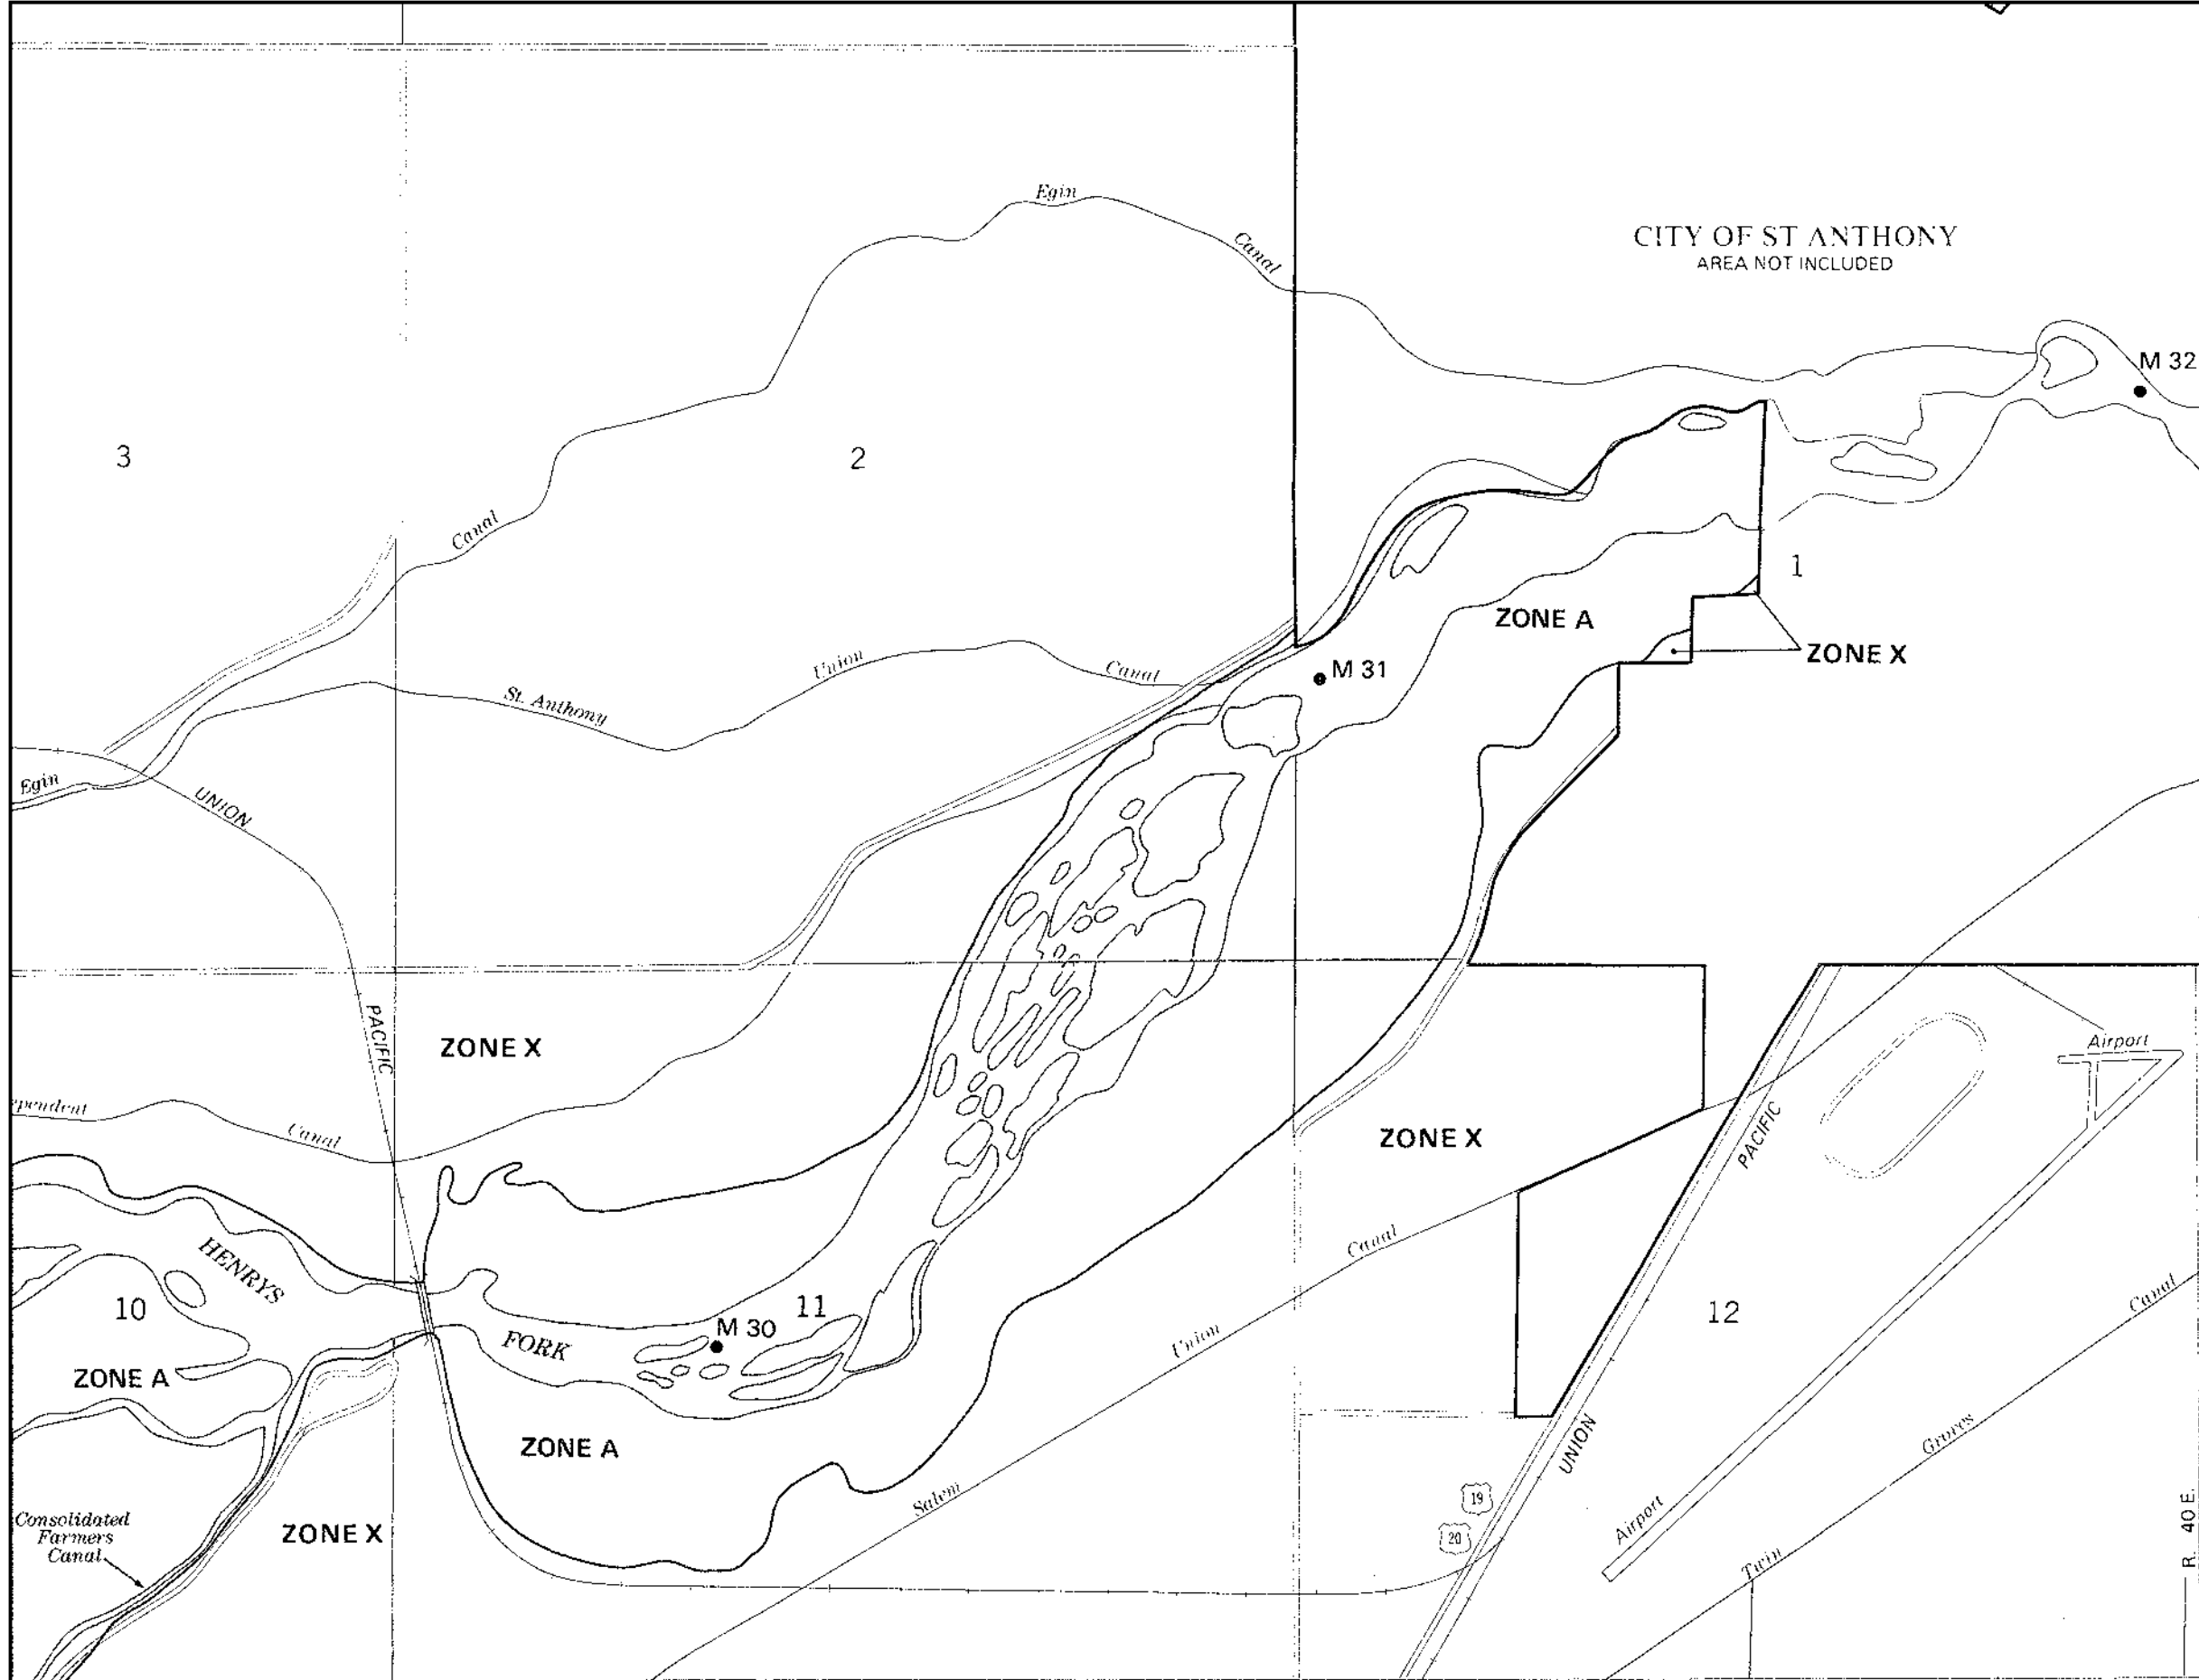 Egin
Canal
CITY OF ST ANTHONY
AREA NOT INCLUDED
M 32
3
2
Canal
1
ZONE A
ZONE X
M 31
Union
Canal
St. Anthony
Egin
UNION
PACIFIC
ZONE X
Airport
pendent
Canal
ZONE X
PACIFIC
HENRYS
Canal
Canal
10
11
12
M 30
FORK
Union
ZONE A
ZONE A
Groves
UNION
Salem
19
20
Airport
Consolidated
Farmers
Canal
ZONE X
Twin
R. 40 E.